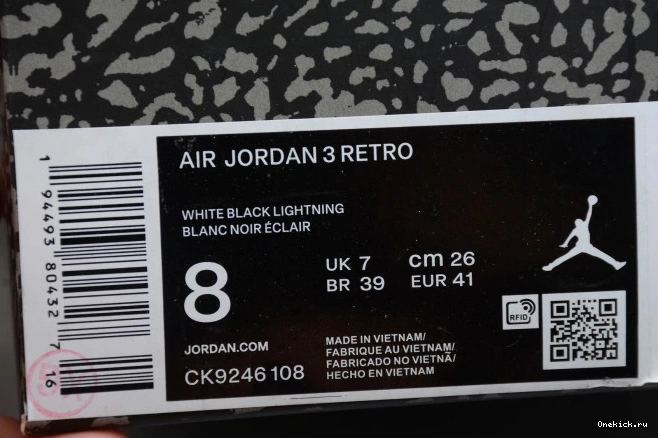 AIR JORDAN 3 RETRO
WHITE BLACK LIGHTNING
BLANC NOIR ÉCLAIR
8
UK 7
cm 26
BR 39
EUR 41
RFID
JORDAN.COM
CK9246 108
MADE IN VIETNAM/
FABRIQUE AU VIETNAM/
FABRICADO NO VIETNÃ/
HECHO EN VIETNAM
1 94493 80432 7 16
Onekick.ru